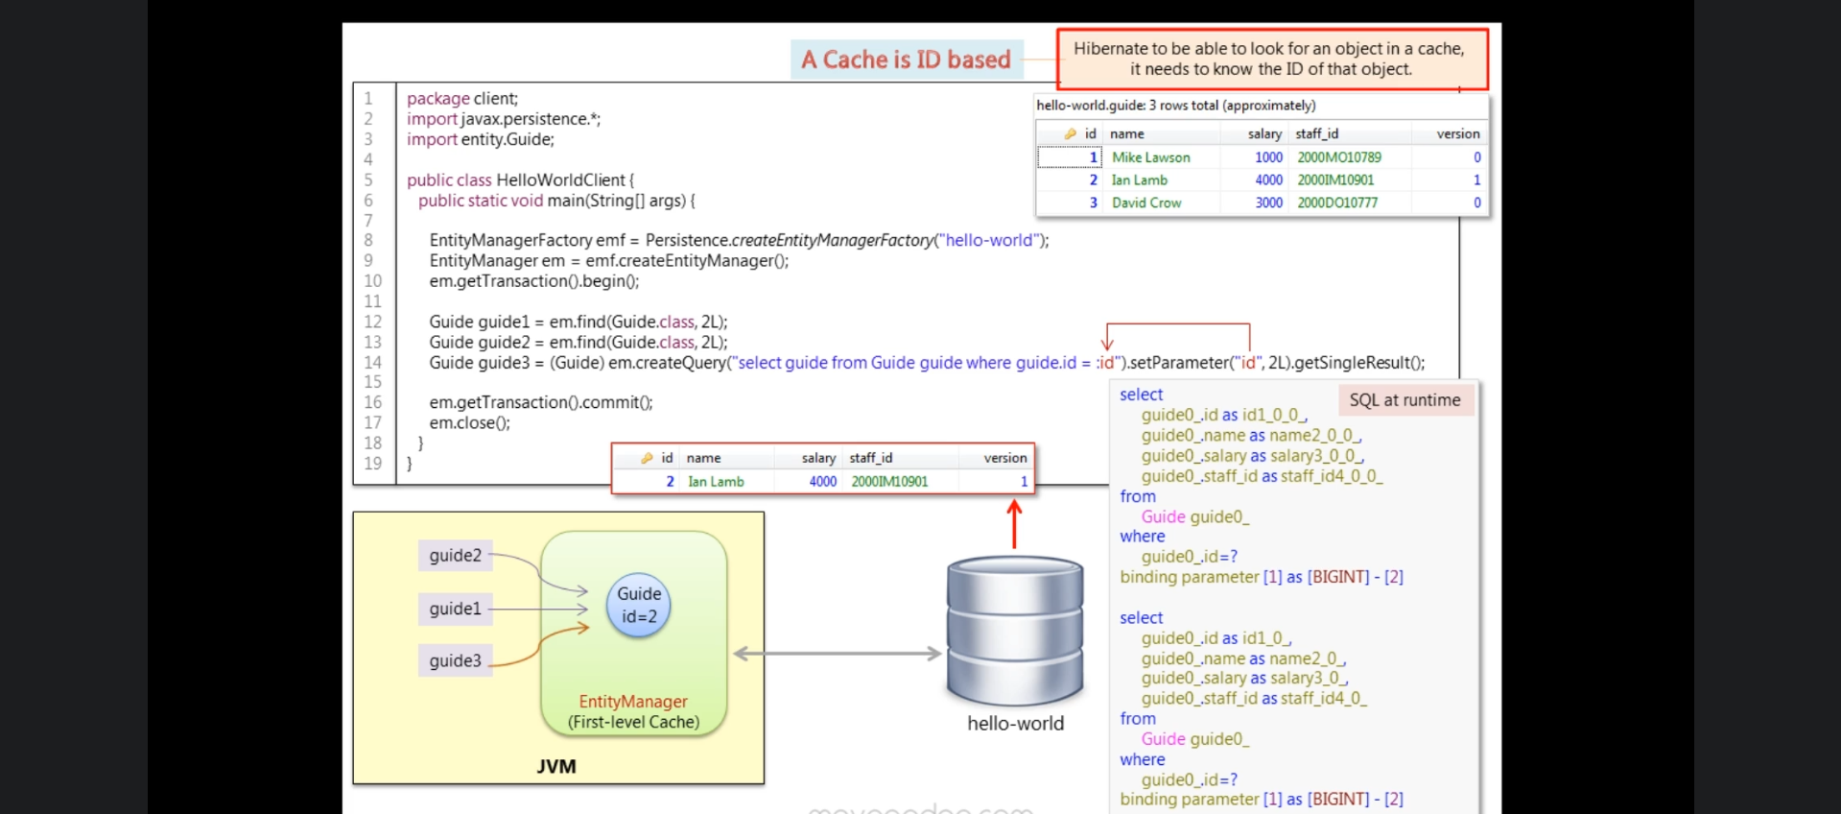 A Cache is ID based
Hibernate to be able to look for an object in a cache,
it needs to know the ID of that object.
hello-world.guide: 3 rows total (approximately)
id name salary staff_id version
1 Mike Lawson 1000 2000MO10789 0
2 Ian Lamb 4000 2000IM10901 1
3 David Crow 3000 2000DO10777 0
1 package client;
2 import javax.persistence.*;
3 import entity.Guide;
4
5 public class HelloWorldClient {
6 public static void main(String[] args) {
7
8 EntityManagerFactory emf = Persistence.createEntityManagerFactory("hello-world");
9 EntityManager em = emf.createEntityManager();
10 em.getTransaction().begin();
11
12 Guide guide1 = em.find(Guide.class, 2L);
13 Guide guide2 = em.find(Guide.class, 2L);
14 Guide guide3 = (Guide) em.createQuery("select guide from Guide guide where guide.id = :id").setParameter("id", 2L).getSingleResult();
15
16 em.getTransaction().commit();
17 em.close();
18 }
19 }
id name salary staff_id version
2 Ian Lamb 4000 2000IM10901 1
SQL at runtime
select
guide0_.id as id1_0_0_,
guide0_.name as name2_0_0_,
guide0_.salary as salary3_0_0_,
guide0_.staff_id as staff_id4_0_0_
from
Guide guide0_
where
guide0_.id=?
binding parameter [1] as [BIGINT] - [2]
select
guide0_.id as id1_0_,
guide0_.name as name2_0_,
guide0_.salary as salary3_0_,
guide0_.staff_id as staff_id4_0_
from
Guide guide0_
where
guide0_.id=?
binding parameter [1] as [BIGINT] - [2]
guide2
guide1
guide3
Guide
id=2
EntityManager
(First-level Cache)
JVM
hello-world